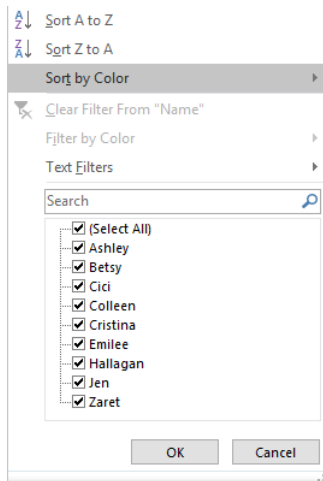 Sort A to Z
Sort Z to A
Sort by Color
Clear Filter From "Name"
Filter by Color
Text Filters
Search
(Select All)
Ashley
Betsy
Cici
Colleen
Cristina
Emilee
Hallagan
Jen
Zaret
OK Cancel